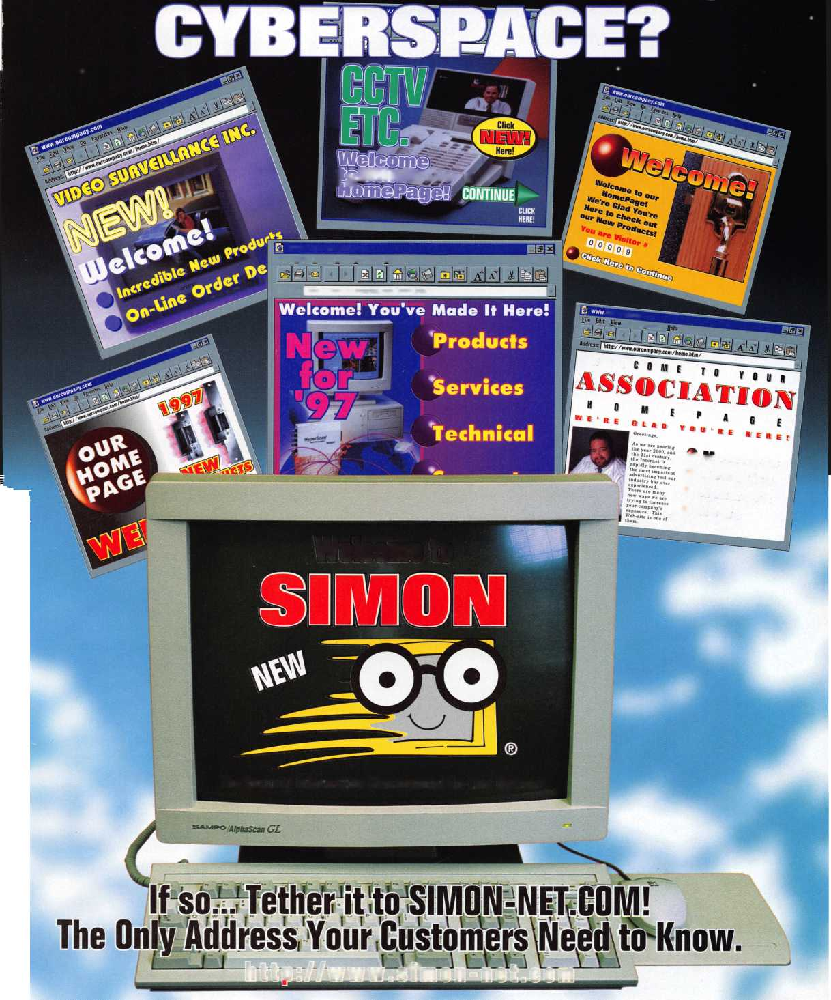 CYBERSPACE?
www.ourcompany.com
File Edit View Go Favorites Help
Address: http://www.ourcompany.com/home.htm/
VIDEO SURVEILLANCE INC.
NEW!
Welcome!
Incredible New Products
On-Line Order De
CCTV
ETC.
Welcome
HomePage!
Click
NEW!
Here!
CONTINUE
CLICK
HERE!
www.ourcompany.com
File Edit View Go Favorites Help
Address: http://www.ourcompany.com/home.htm/
Welcome!
Welcome to our
HomePage!
We're Glad You're
Here to check out
our New Products!
You are Visitor #
00009
Click Here to Continue
Welcome! You've Made It Here!
New
for
'97
HyperScan
Products
Services
Technical
www.
File Edit View Help
Address: http://www.ourcompany.com/home.htm/
COME TO YOUR
ASSOCIATION
HOMEPAGE
WE'RE GLAD YOU'RE HERE!
Greetings,
As we are nearing
the year 2000, and
the 21st century,
the Internet is
rapidly becoming
the most important
advertising tool our
industry has ever
experienced.
There are many
new ways we are
trying to increase
your company's
exposure. This
Web-site is one of
them.
www.ourcompany.com
File Edit View Go Favorites Help
Address: http://www.ourcompany.com/home.htm/
1997
OUR
HOME
PAGE
NEW
WE
Welcome to
SIMON
NEW
®
SAMPO/AlphaScan GL
If so... Tether it to SIMON-NET.COM!
The Only Address Your Customers Need to Know.
http://www.simon-net.com